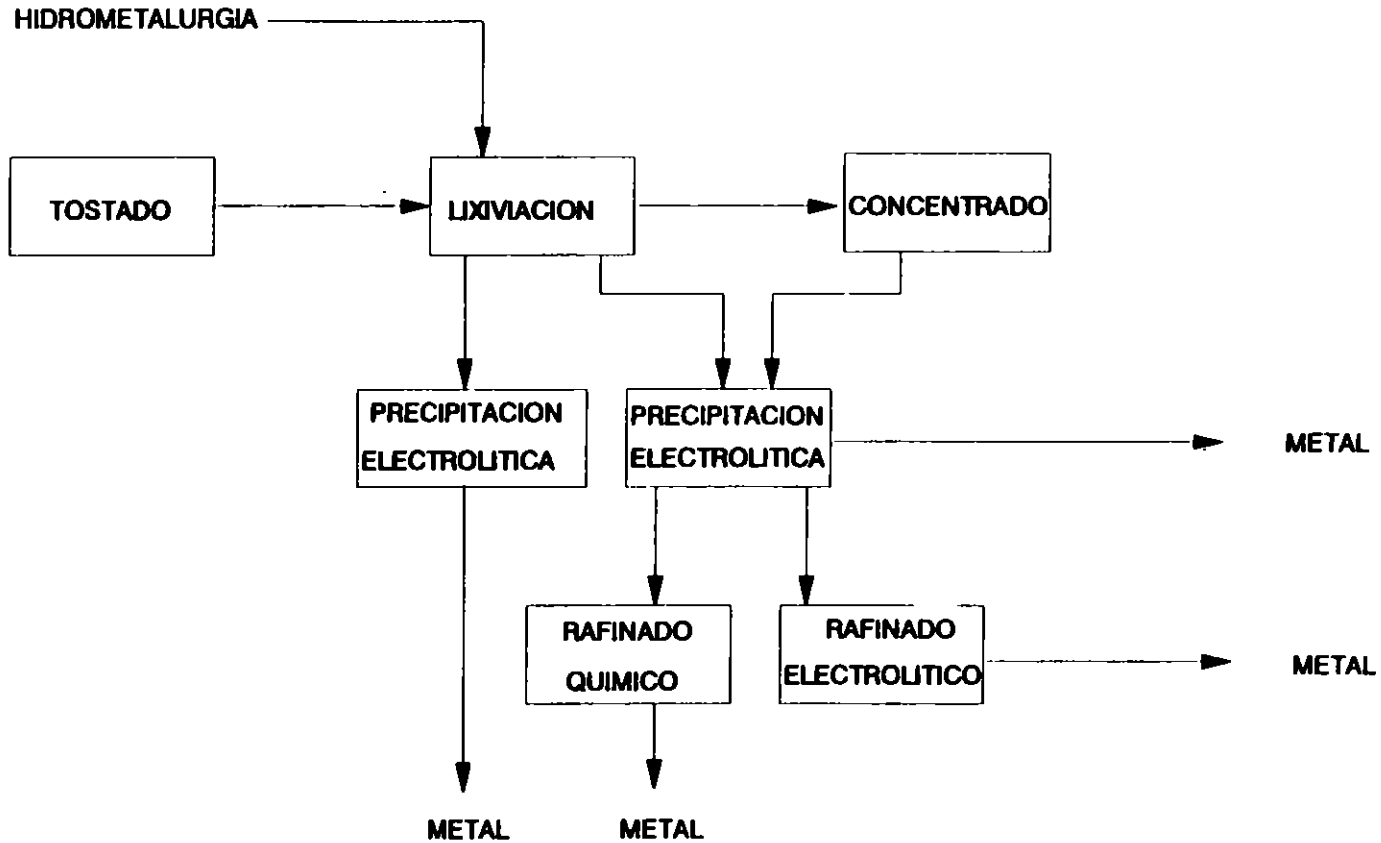 HIDROMETALURGIA
TOSTADO
LIXIVIACION
CONCENTRADO
PRECIPITACION
ELECTROLITICA
PRECIPITACION
ELECTROLITICA
METAL
RAFINADO
QUIMICO
RAFINADO
ELECTROLITICO
METAL
METAL
METAL